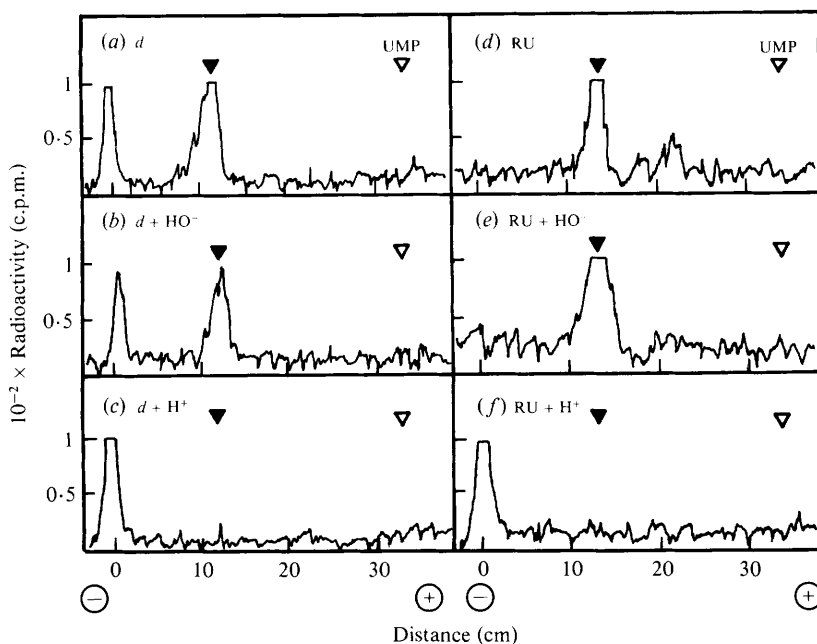 (a) d
UMP
(d) RU
UMP
1
0·5
(b) d + HO⁻
(e) RU + HO
1
0·5
(c) d + H⁺
(f) RU + H⁺
1
0·5
10⁻² × Radioactivity (c.p.m.)
0 10 20 30 0 10 20 30
− + − +
Distance (cm)